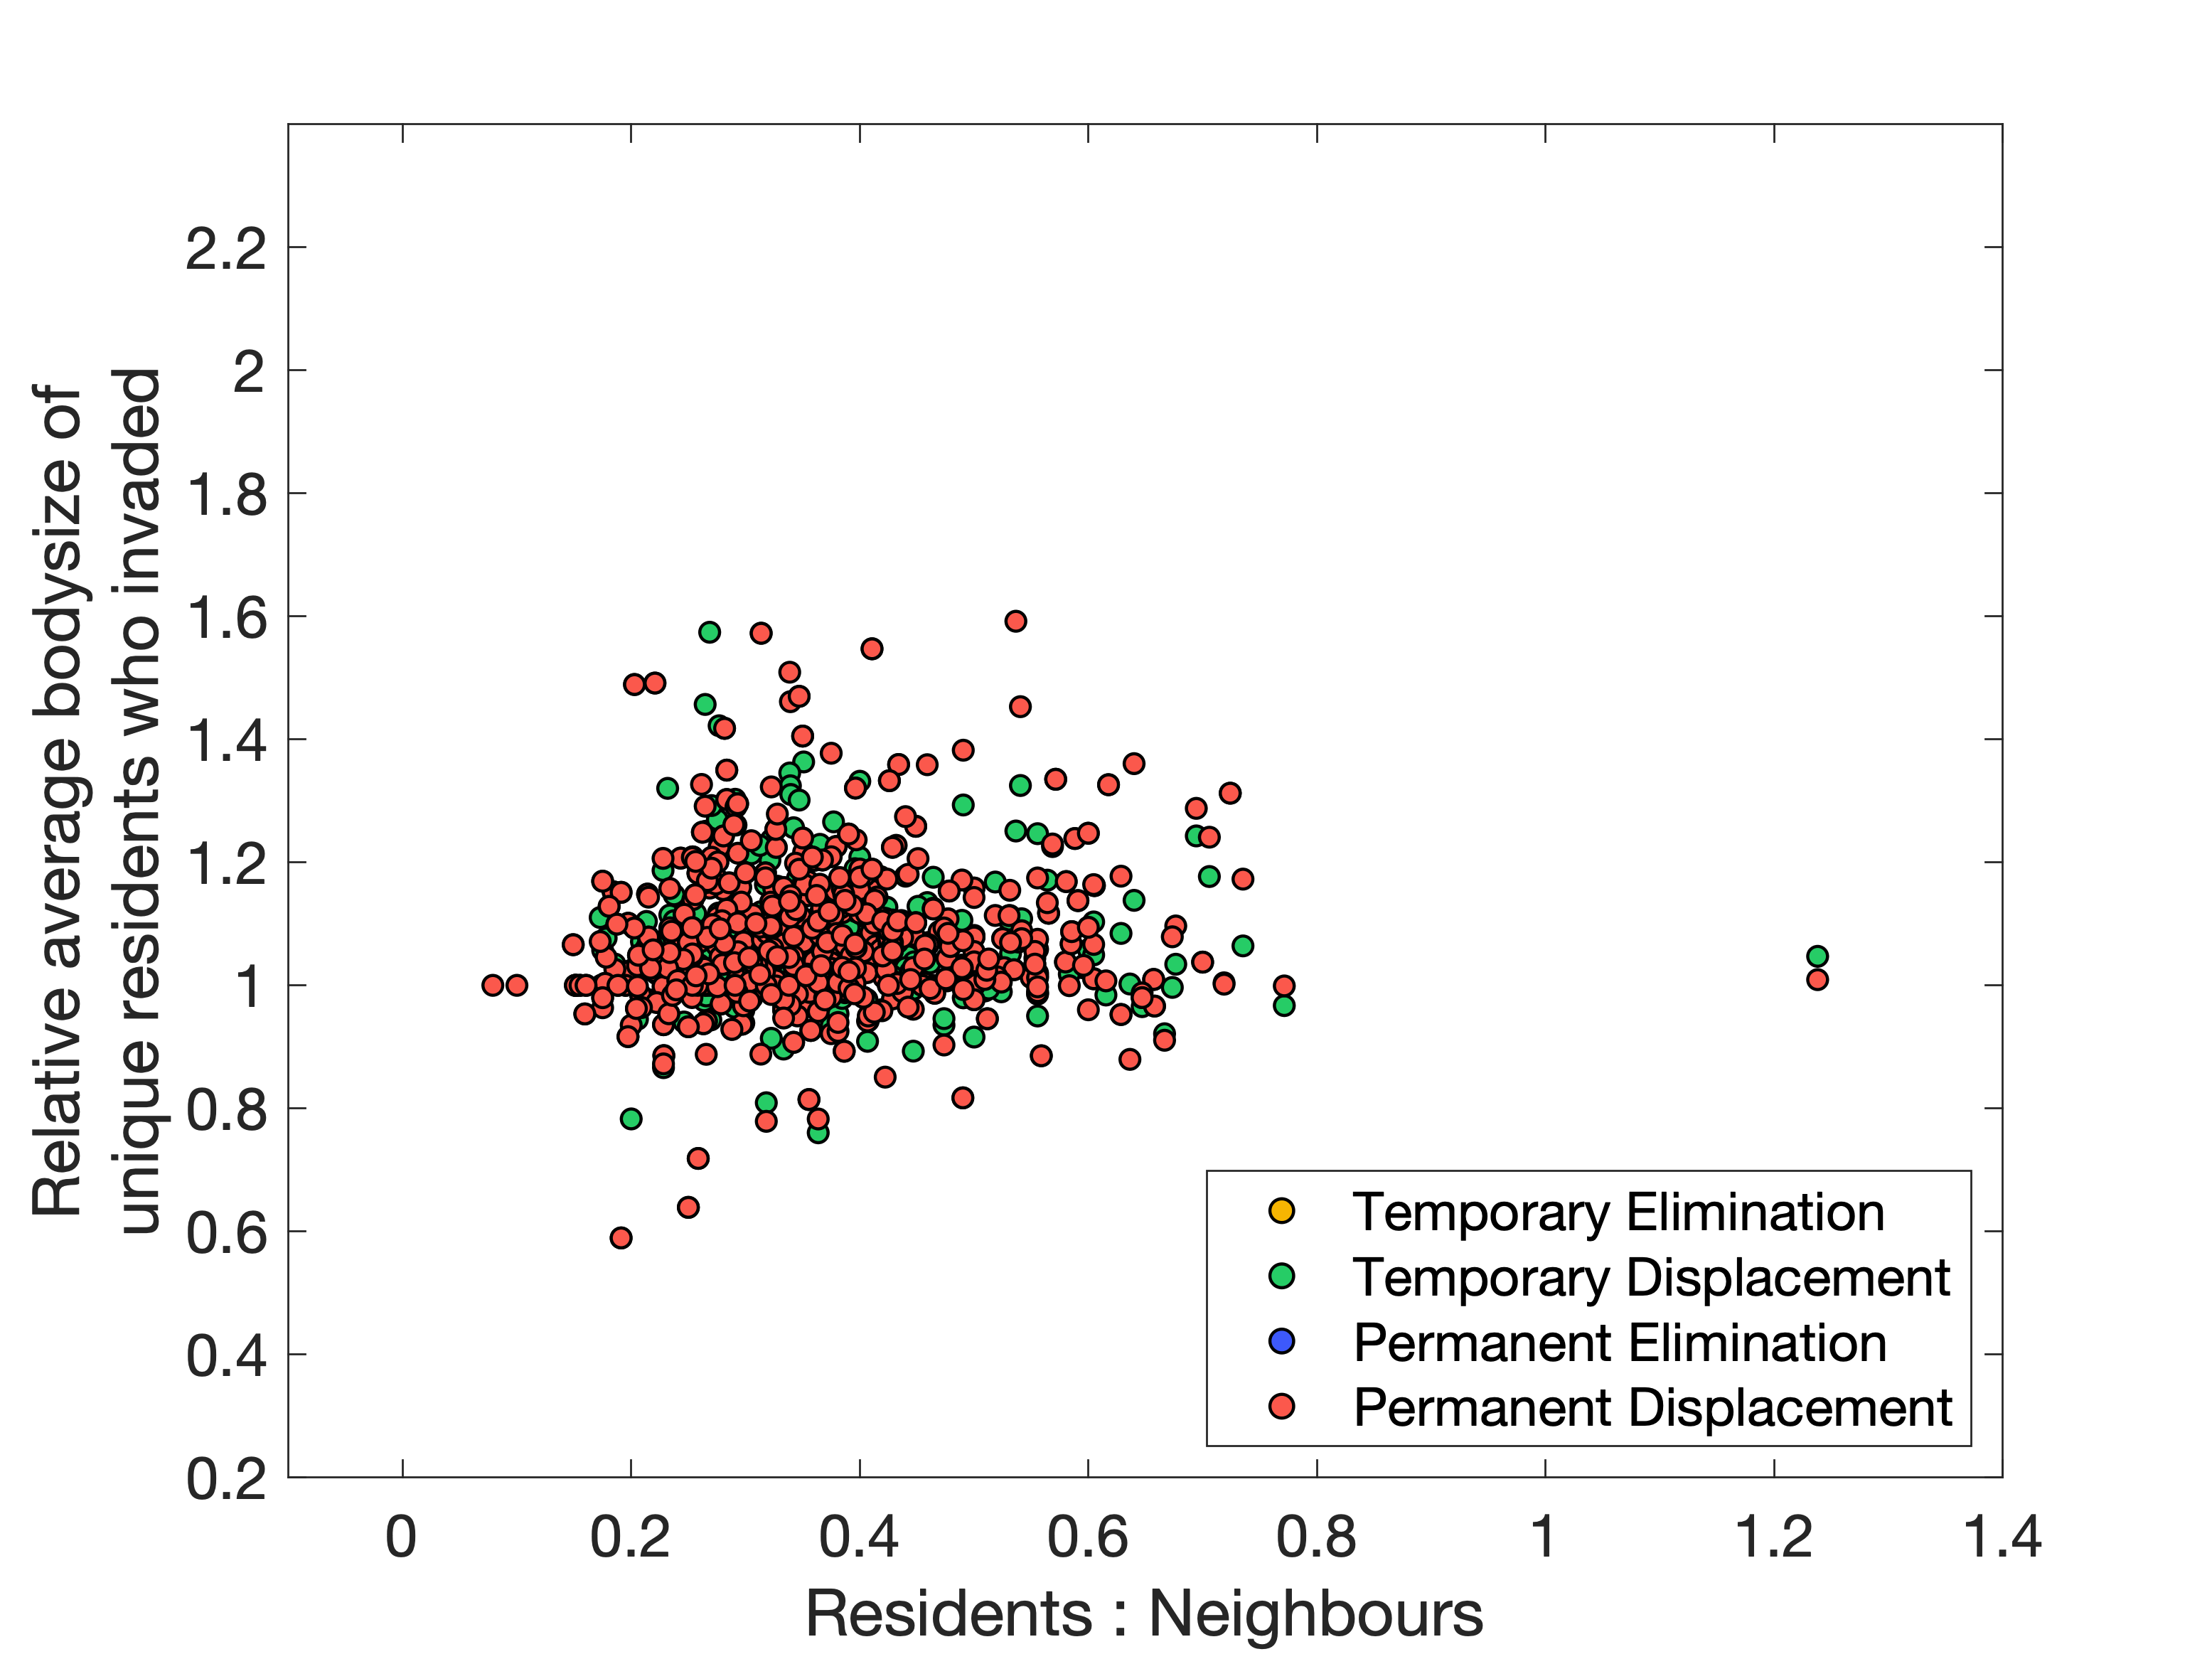 Relative average bodysize of
unique residents who invaded
2.2
2
1.8
1.6
1.4
1.2
1
0.8
0.6
0.4
0.2
Temporary Elimination
Temporary Displacement
Permanent Elimination
Permanent Displacement
0 0.2 0.4 0.6 0.8 1 1.2 1.4
Residents : Neighbours